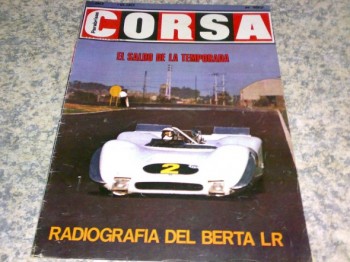 CORSA
EL SALDO DE LA TEMPORADA
2
RADIOGRAFIA DEL BERTA LR